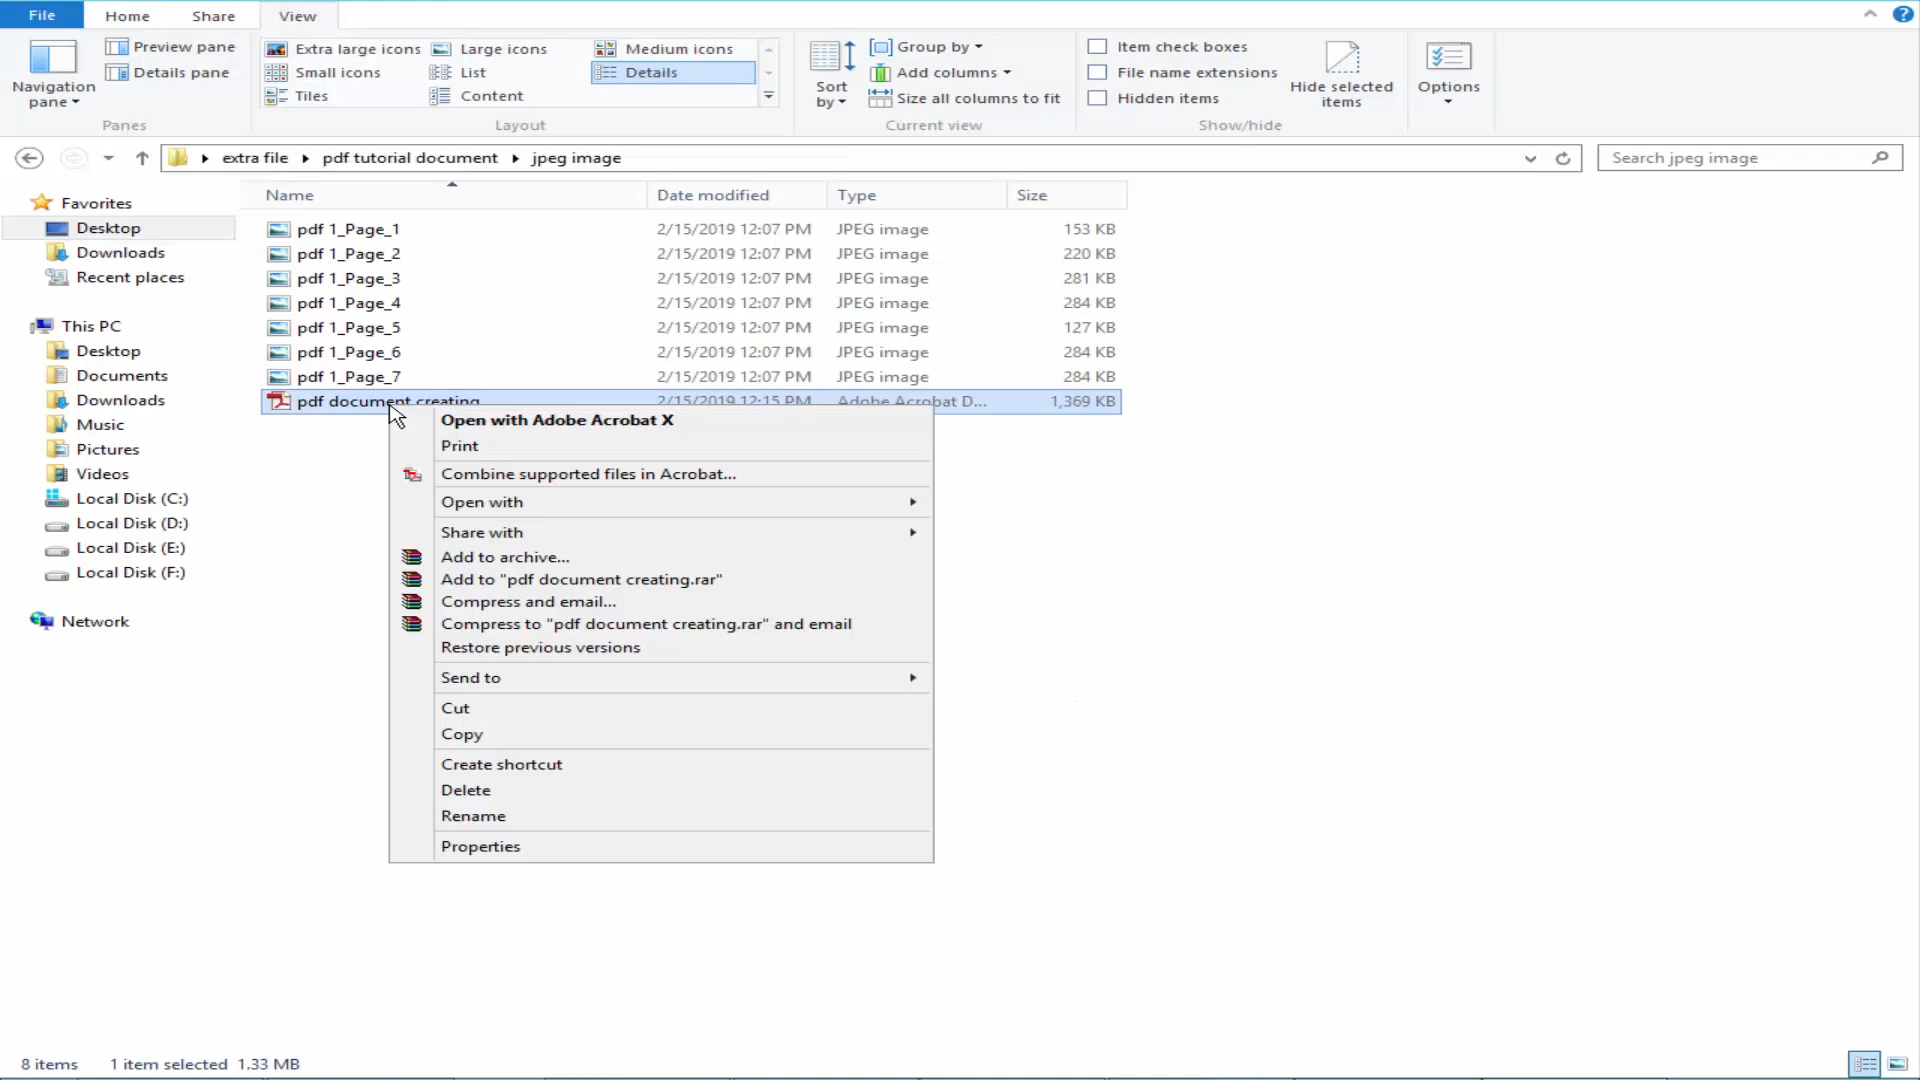 File Home Share View
Navigation pane
Preview pane
Details pane
Panes
Extra large icons Large icons Medium icons
Small icons List Details
Tiles Content
Layout
Sort by
Group by
Add columns
Size all columns to fit
Current view
Item check boxes
File name extensions
Hidden items
Hide selected items
Show/hide
Options
extra file pdf tutorial document jpeg image
Search jpeg image
Favorites
Desktop
Downloads
Recent places
This PC
Desktop
Documents
Downloads
Music
Pictures
Videos
Local Disk (C:)
Local Disk (D:)
Local Disk (E:)
Local Disk (F:)
Network
Name Date modified Type Size
pdf 1_Page_1 2/15/2019 12:07 PM JPEG image 153 KB
pdf 1_Page_2 2/15/2019 12:07 PM JPEG image 220 KB
pdf 1_Page_3 2/15/2019 12:07 PM JPEG image 281 KB
pdf 1_Page_4 2/15/2019 12:07 PM JPEG image 284 KB
pdf 1_Page_5 2/15/2019 12:07 PM JPEG image 127 KB
pdf 1_Page_6 2/15/2019 12:07 PM JPEG image 284 KB
pdf 1_Page_7 2/15/2019 12:07 PM JPEG image 284 KB
pdf document creating 2/15/2019 12:15 PM Adobe Acrobat D... 1,369 KB
Open with Adobe Acrobat X
Print
Combine supported files in Acrobat...
Open with
Share with
Add to archive...
Add to "pdf document creating.rar"
Compress and email...
Compress to "pdf document creating.rar" and email
Restore previous versions
Send to
Cut
Copy
Create shortcut
Delete
Rename
Properties
8 items 1 item selected 1.33 MB